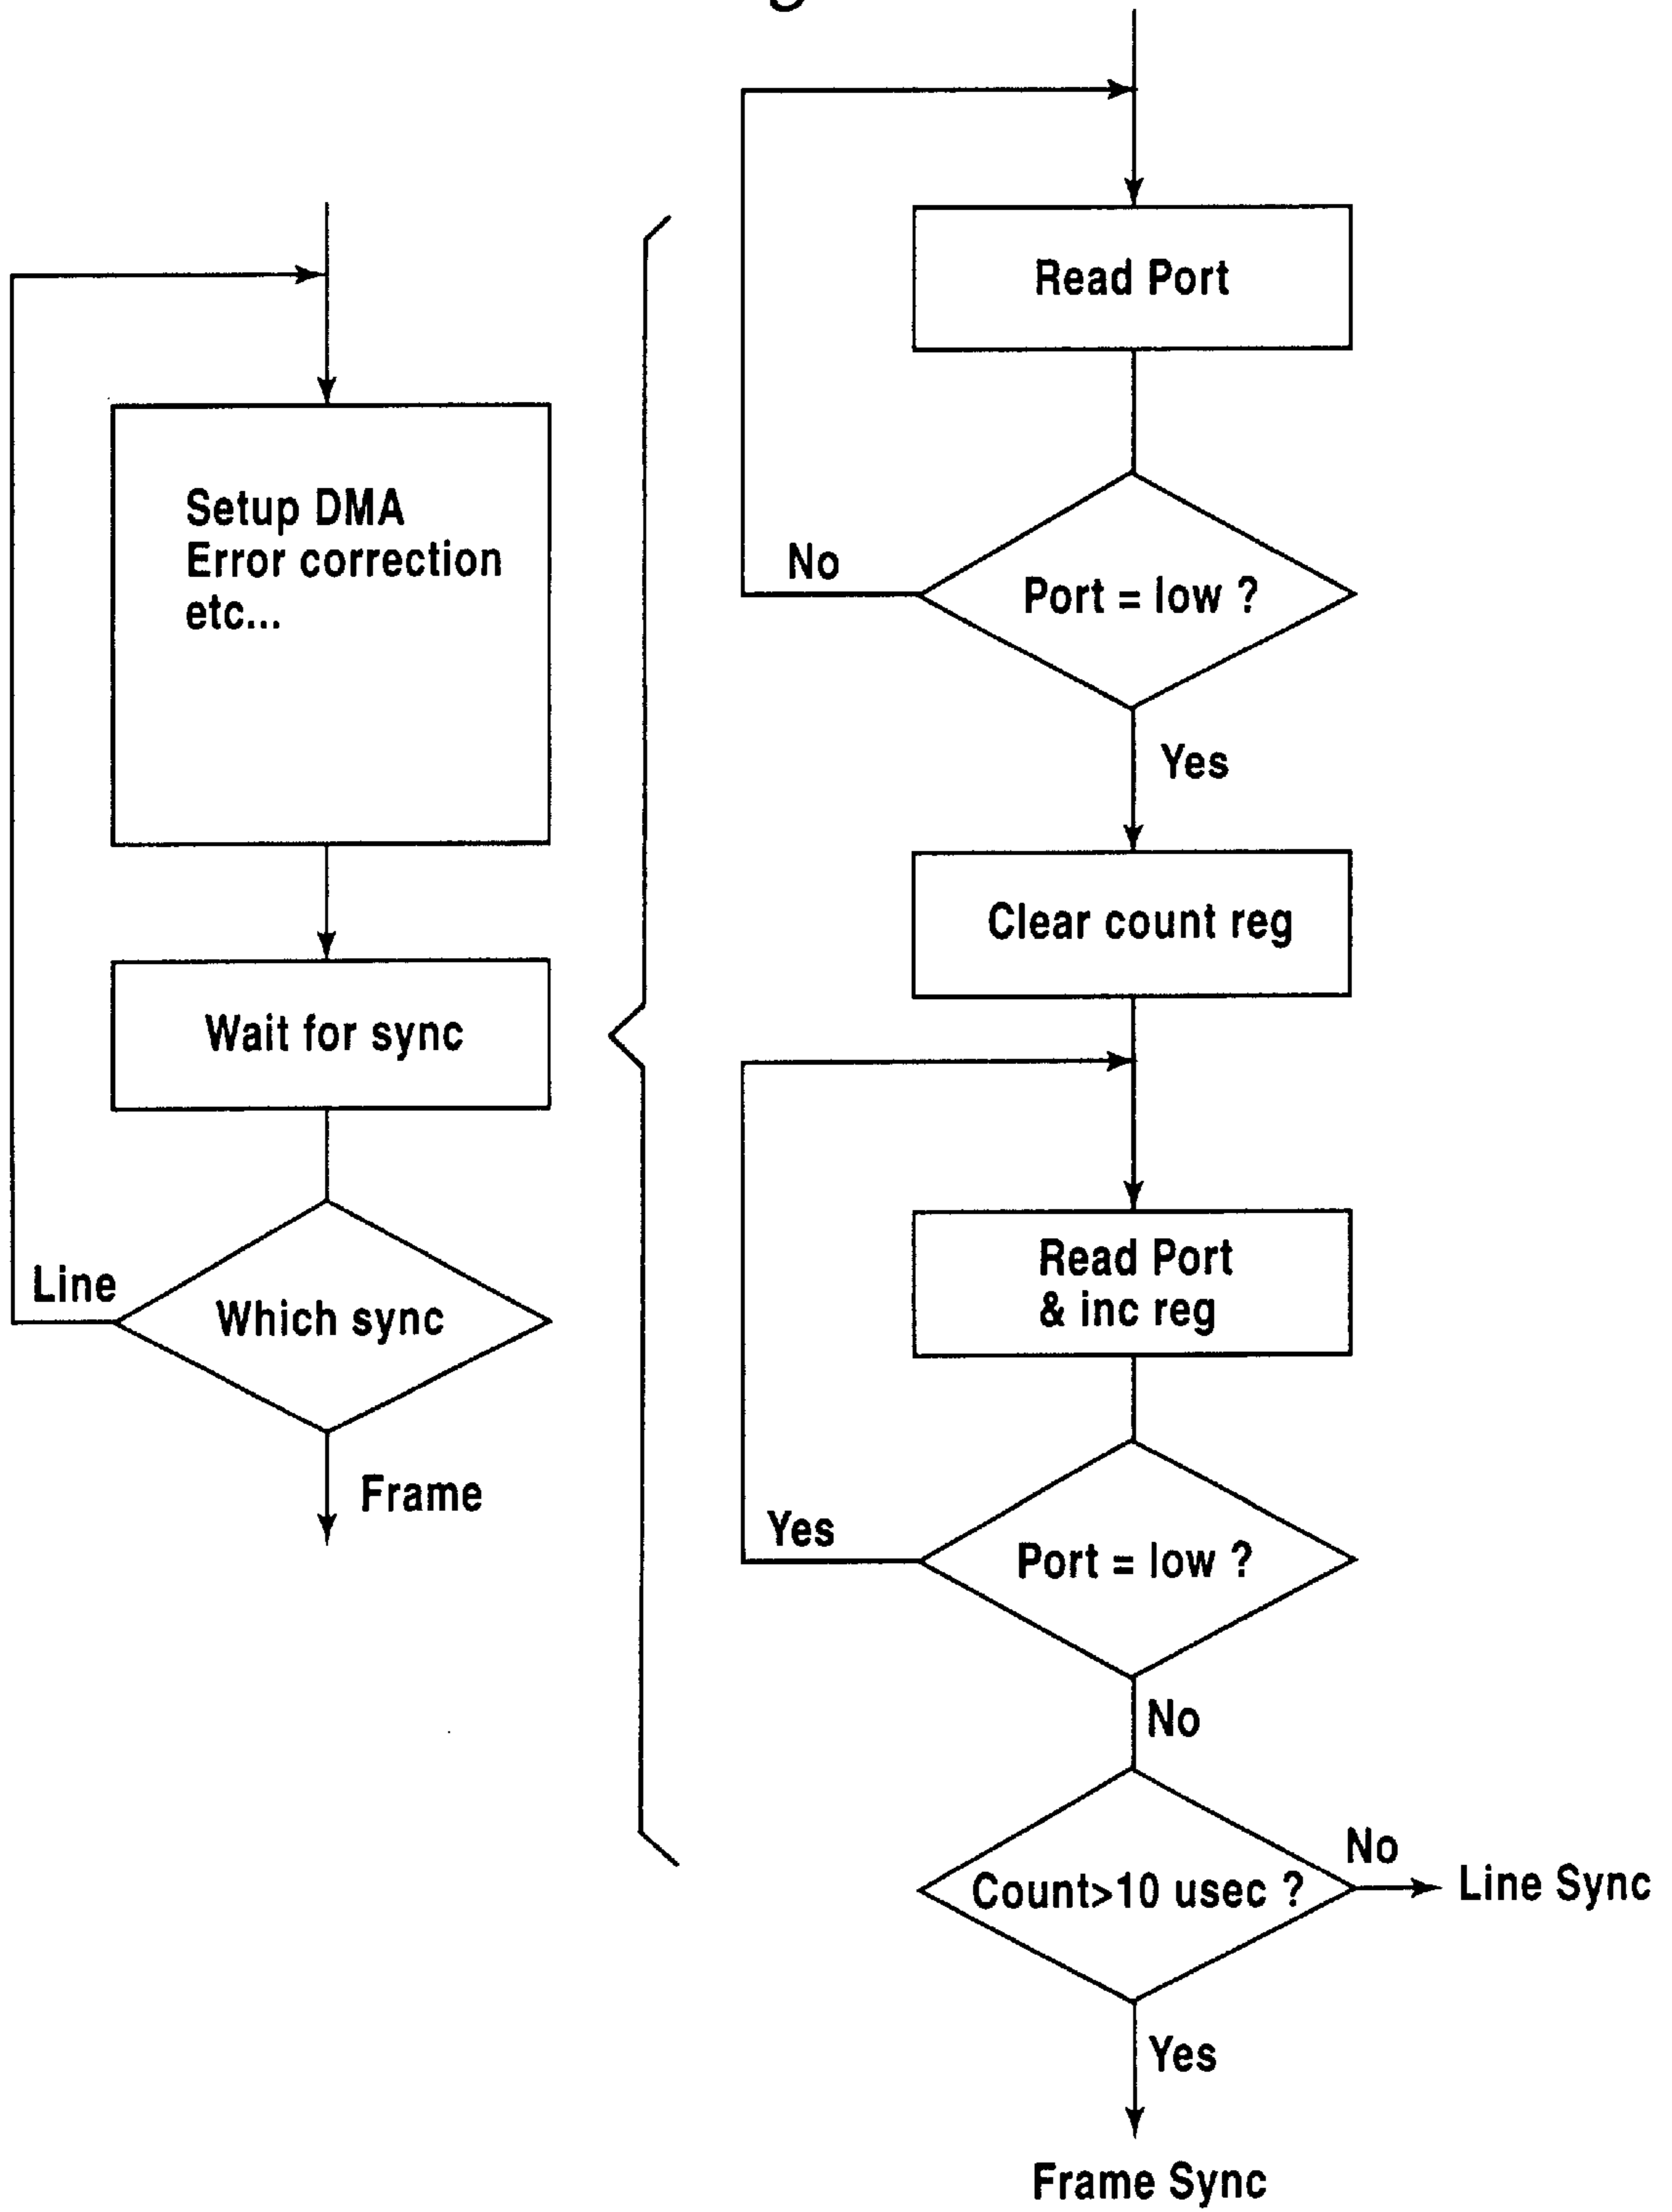 Setup DMA
Error correction
etc...
Wait for sync
Line
Which sync
Frame
Read Port
No
Port = low ?
Yes
Clear count reg
Read Port
& inc reg
Yes
Port = low ?
No
Count>10 usec ?
No
Line Sync
Yes
Frame Sync